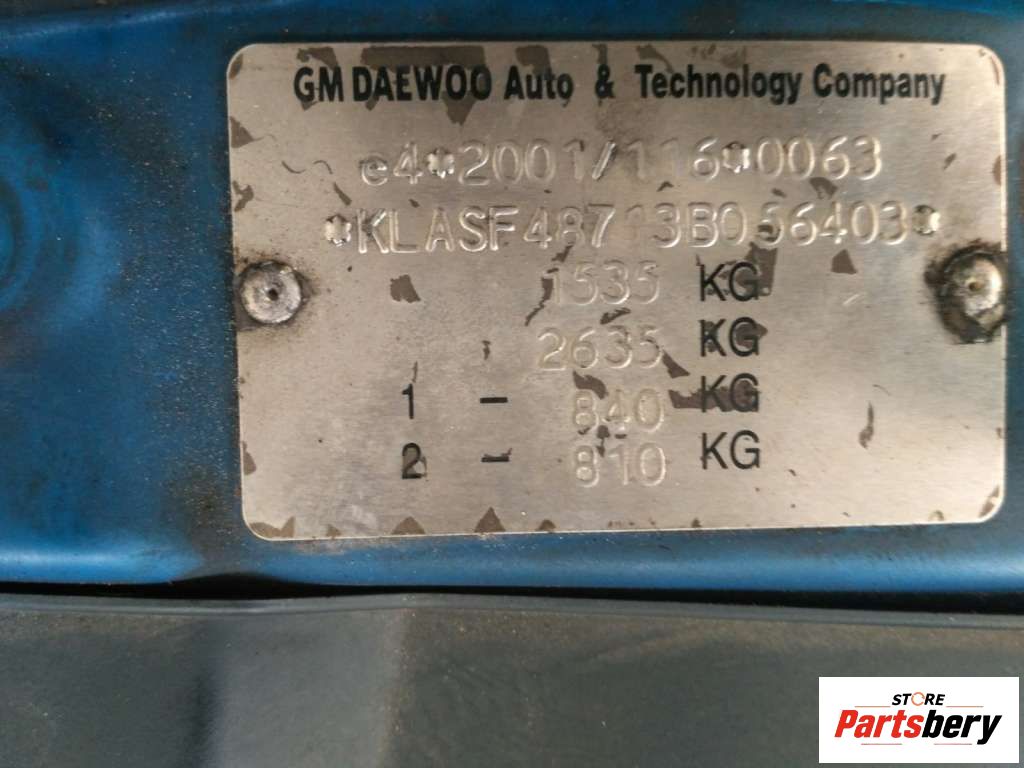 GM DAEWOO Auto & Technology Company
e4*2001/116*0063
*KLASF48713B056403*
1535 KG
2635 KG
1 - 840 KG
2 - 810 KG
STORE
Partsbery